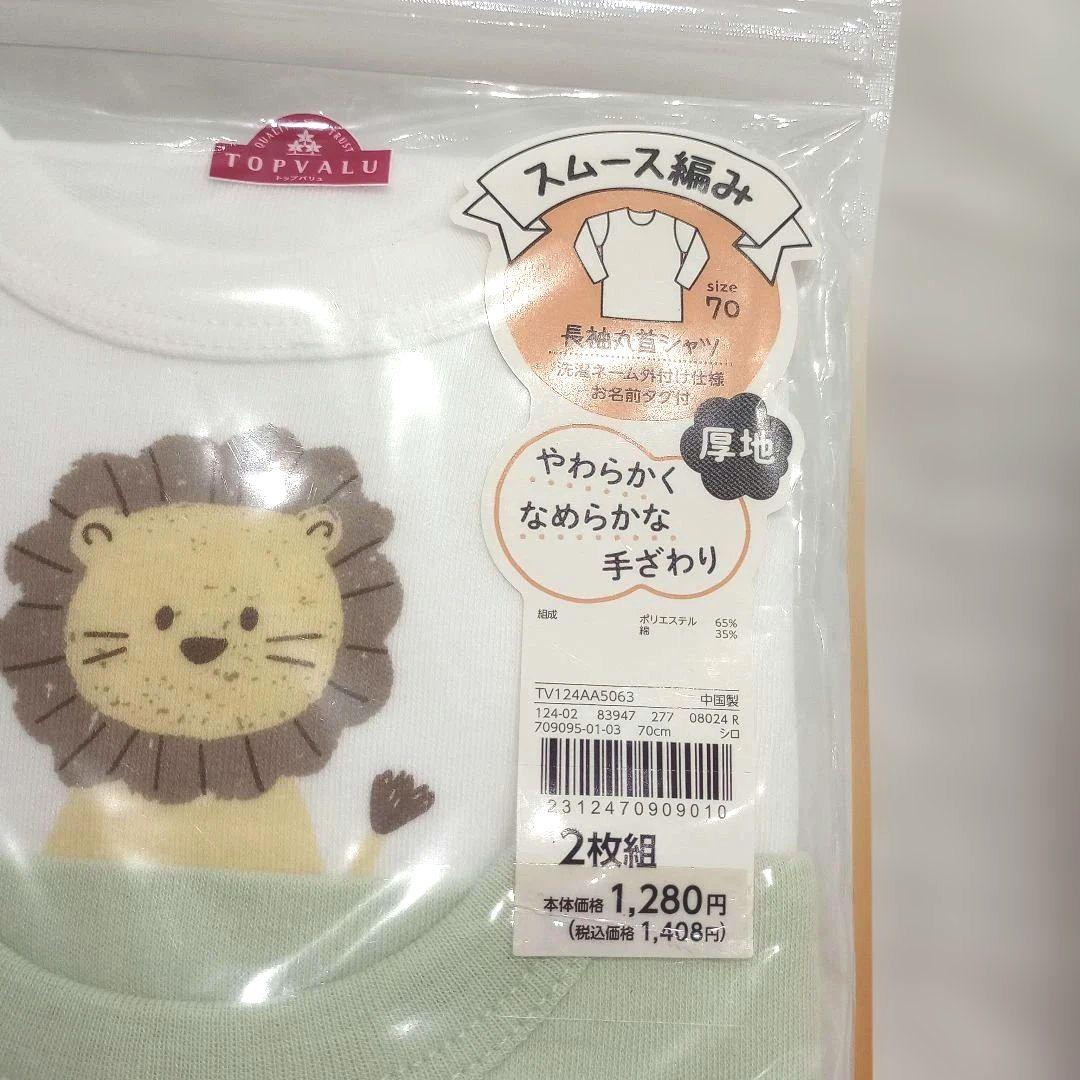 QUALITY TRUST
TOPVALU
トップバリュ
スムース編み
size
70
長袖丸首シャツ
洗濯ネーム外付け仕様
お名前タグ付
厚地
やわらかく
なめらかな
手ざわり
組成 ポリエステル 65%
綿 35%
TV124AA5063 中国製
124-02 83947 277 08024 R
709095-01-03 70cm シロ
2312470909010
2枚組
本体価格 1,280円
(税込価格 1,408円)